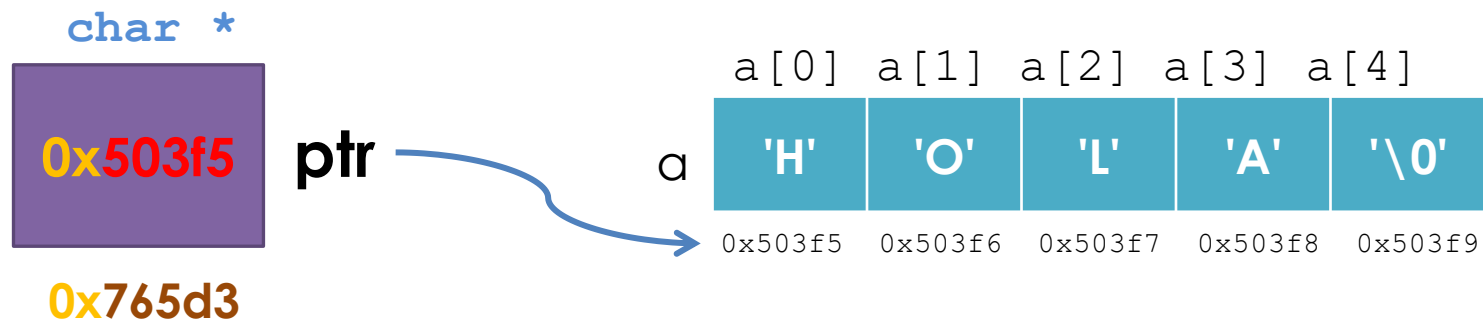 char *
0x503f5
ptr
0x765d3
a[0] a[1] a[2] a[3] a[4]
a
'H' 'O' 'L' 'A' '\0'
0x503f5 0x503f6 0x503f7 0x503f8 0x503f9